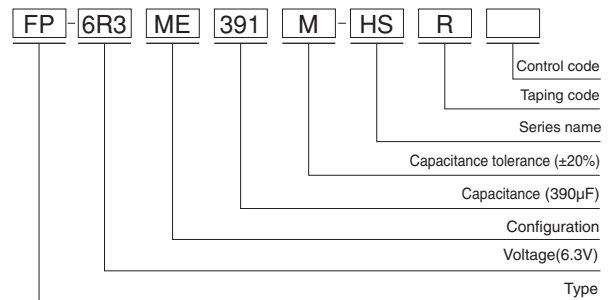 FP-6R3 ME 391 M-HS R
Control code
Taping code
Series name
Capacitance tolerance (±20%)
Capacitance (390μF)
Configuration
Voltage(6.3V)
Type